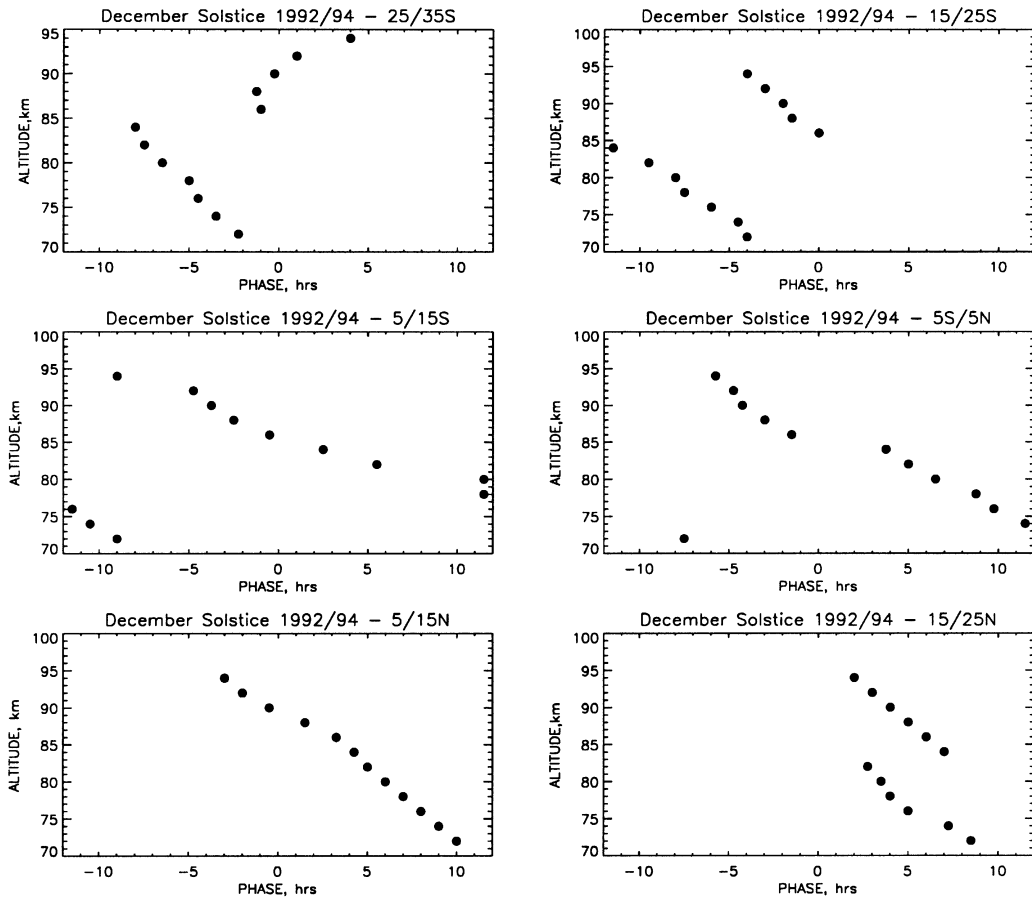 December Solstice 1992/94 - 25/35S
95
90
85
80
75
70
ALTITUDE,km
-10 -5 0 5 10
PHASE, hrs
December Solstice 1992/94 - 15/25S
100
95
90
85
80
75
70
ALTITUDE,km
-10 -5 0 5 10
PHASE, hrs
December Solstice 1992/94 - 5/15S
100
95
90
85
80
75
70
ALTITUDE,km
-10 -5 0 5 10
PHASE, hrs
December Solstice 1992/94 - 5S/5N
100
95
90
85
80
75
70
ALTITUDE,km
-10 -5 0 5 10
PHASE, hrs
December Solstice 1992/94 - 5/15N
100
95
90
85
80
75
70
ALTITUDE, km
-10 -5 0 5 10
PHASE, hrs
December Solstice 1992/94 - 15/25N
100
95
90
85
80
75
70
ALTITUDE,km
-10 -5 0 5 10
PHASE, hrs